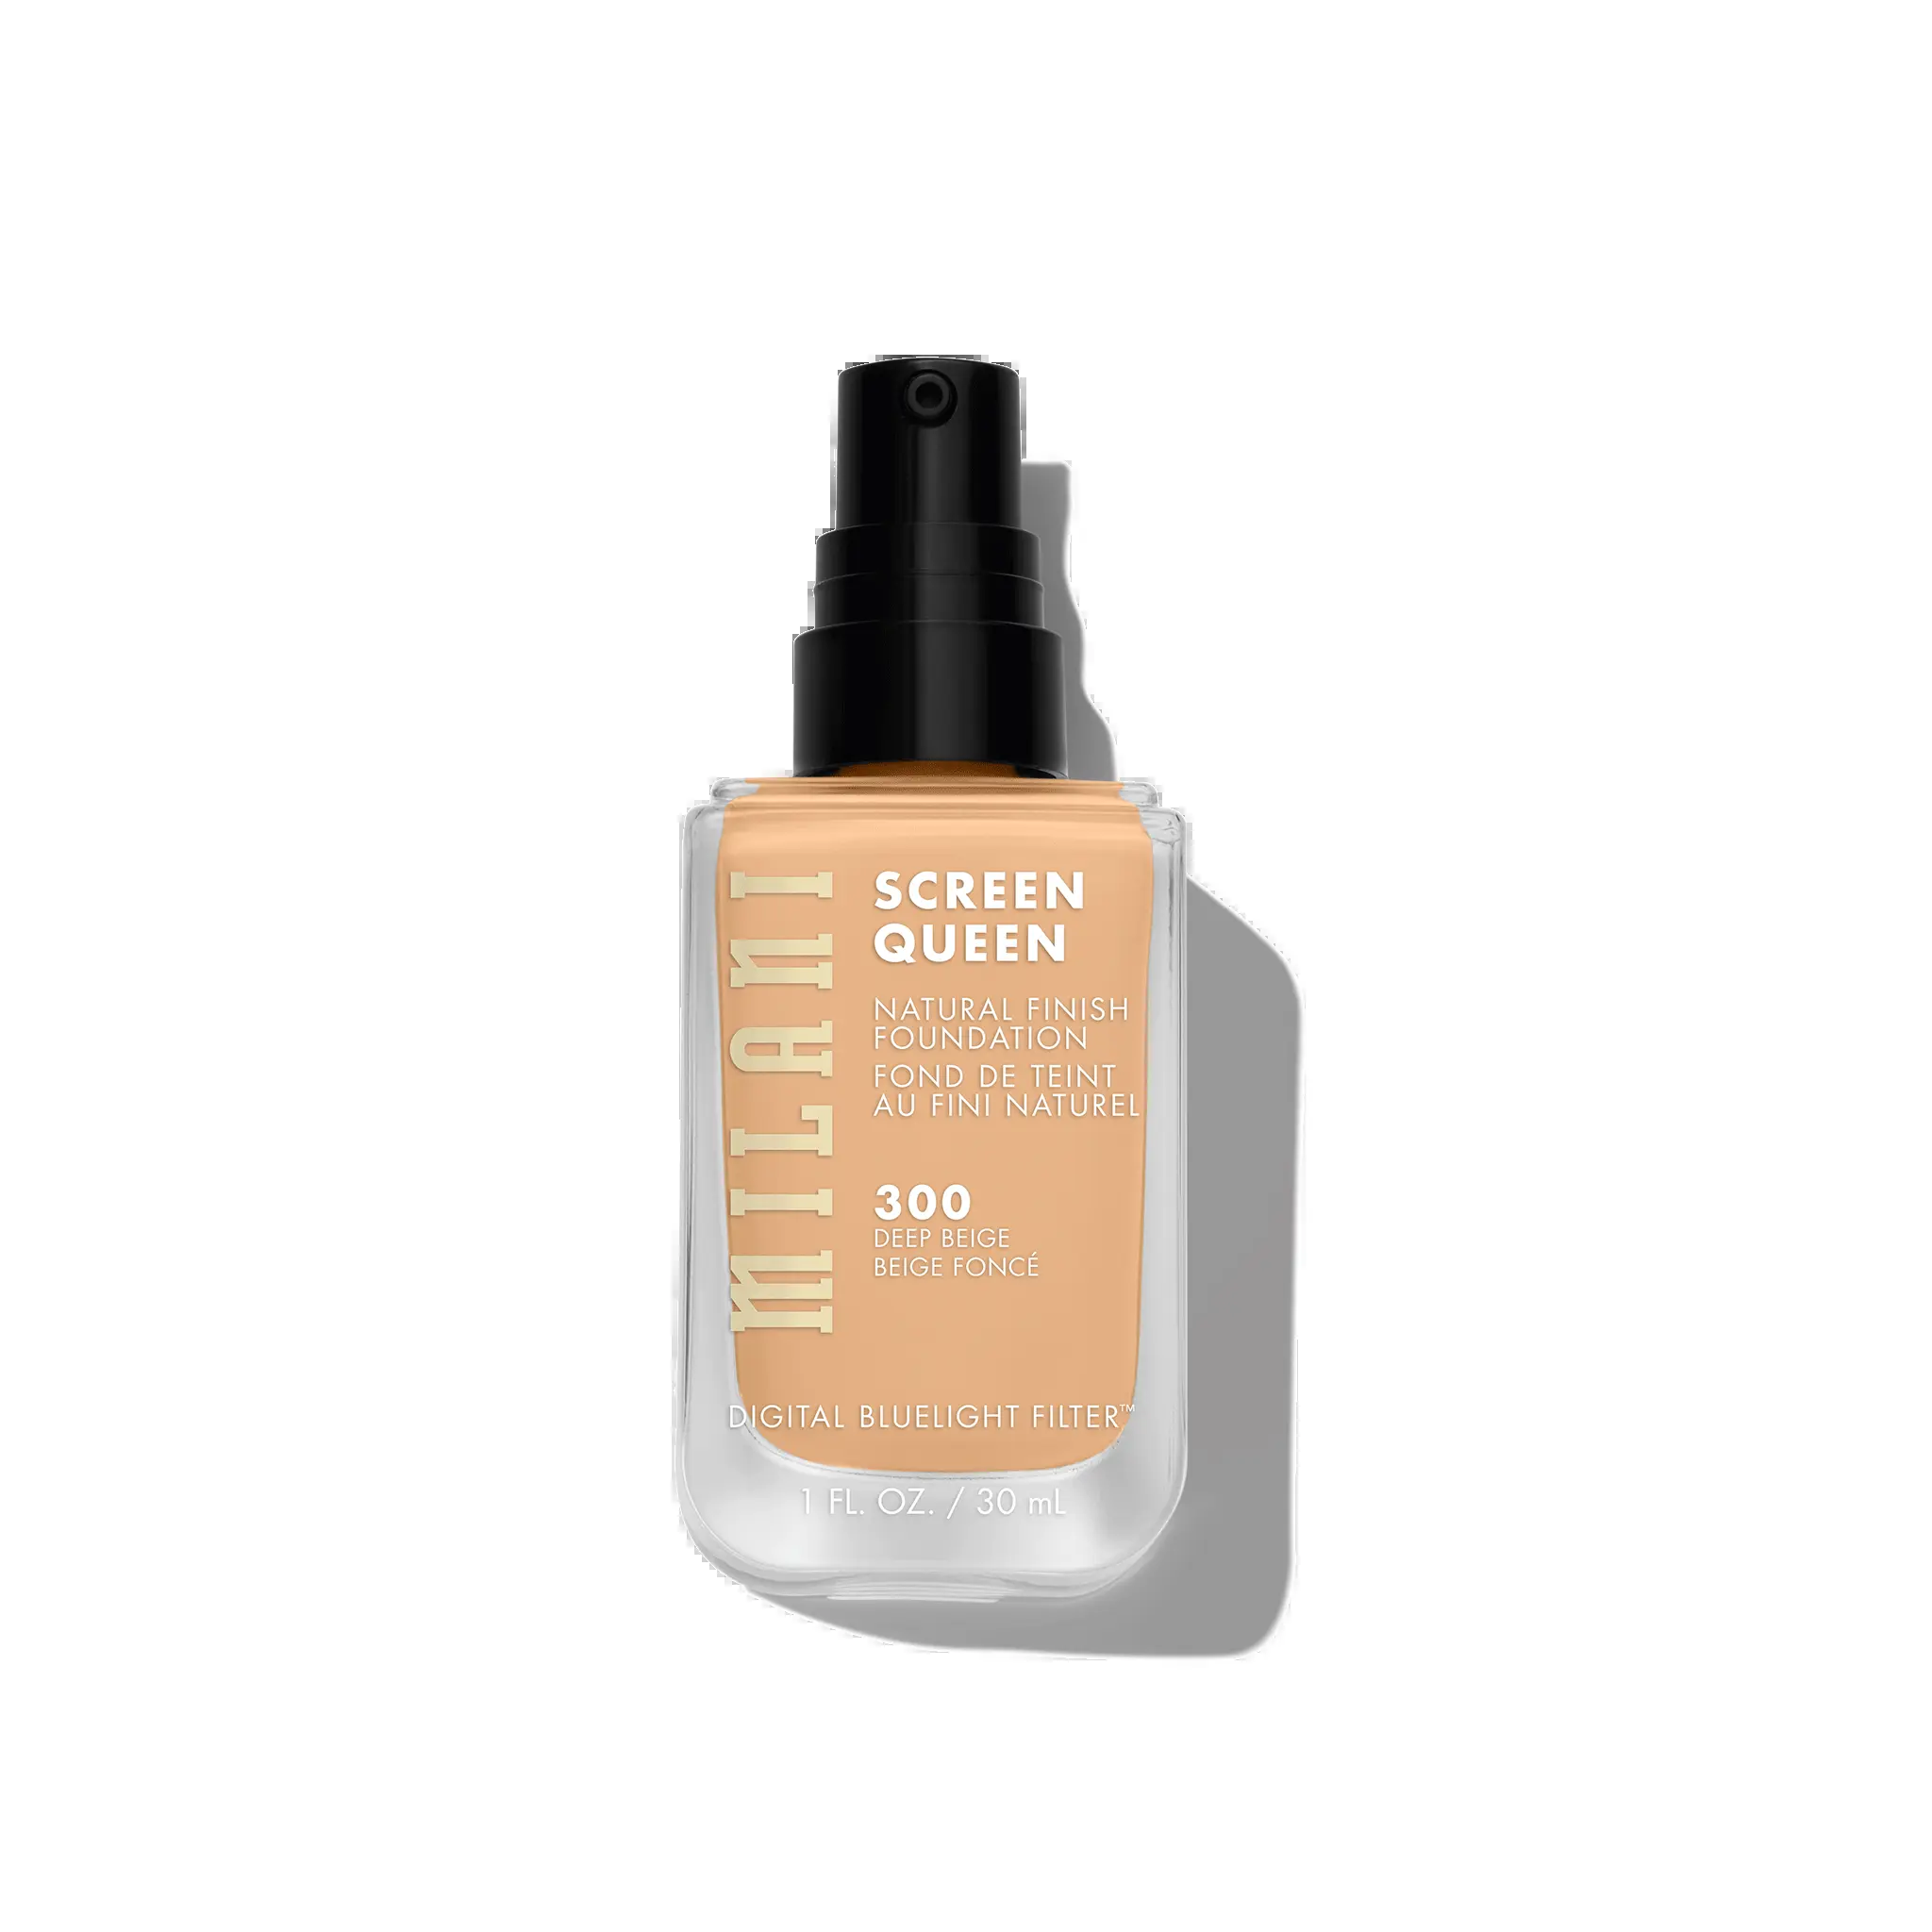 MILANI
SCREEN
QUEEN
NATURAL FINISH
FOUNDATION
FOND DE TEINT
AU FINI NATUREL
300
DEEP BEIGE
BEIGE FONCÉ
DIGITAL BLUELIGHT FILTER™
1 FL. OZ. / 30 mL